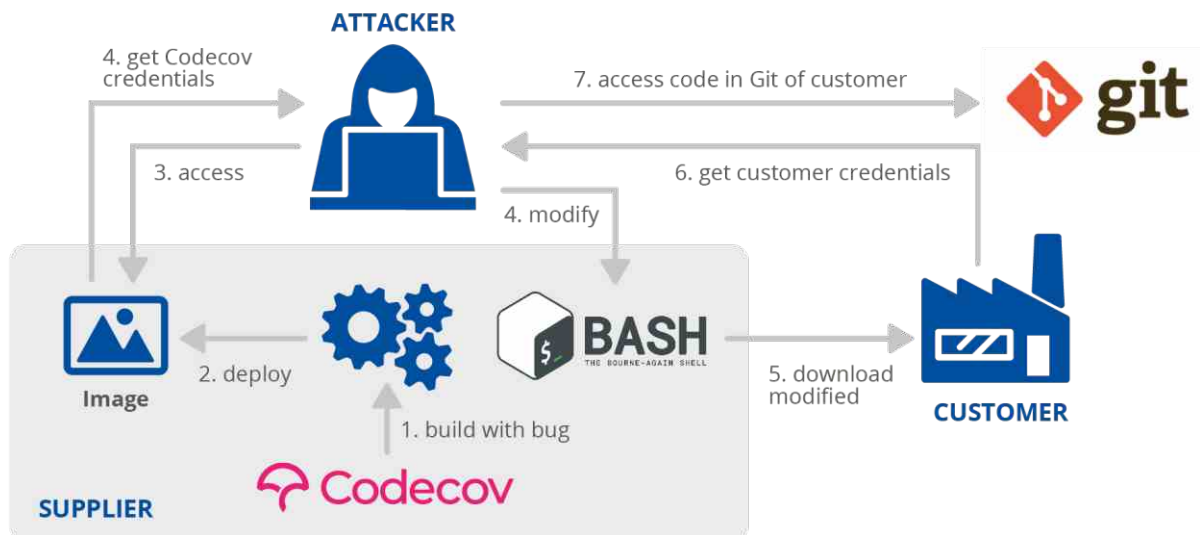 ATTACKER
4. get Codecov
credentials
7. access code in Git of customer
git
3. access
6. get customer credentials
4. modify
$_
BASH
THE BOURNE-AGAIN SHELL
2. deploy
Image
5. download
modified
CUSTOMER
1. build with bug
Codecov
SUPPLIER